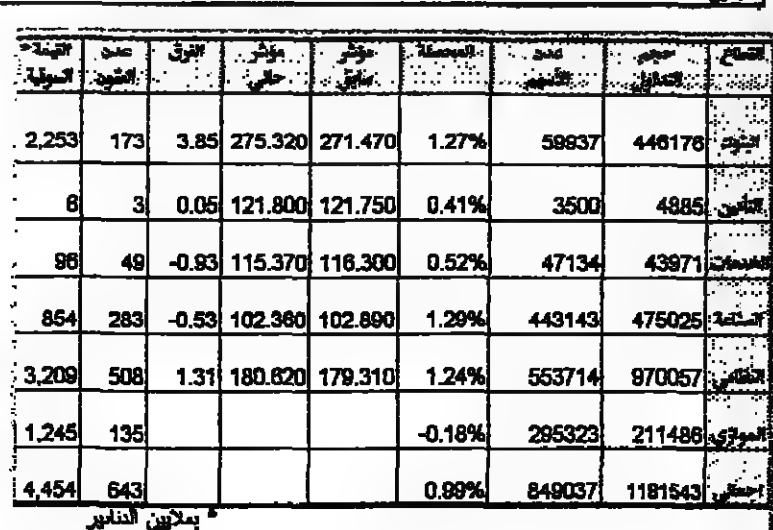 القطاع حجم التداول عدد الأسهم المحصلة مؤشر سابق مؤشر حالي الفرق عدد العقود القيمة* السوقية
البنوك 446176 59937 1.27% 271.470 275.320 3.85 173 2,253
التأمين 4885 3500 0.41% 121.750 121.800 0.05 3 6
الخدمات 43971 47134 0.52% 116.300 115.370 -0.93 49 96
الصناعة 475025 443143 1.29% 102.890 102.360 -0.53 283 854
النظامي 970057 553714 1.24% 179.310 180.620 1.31 508 3,209
الموازي 211486 295323 -0.18% 135 1,245
اجمالي 1181543 849037 0.99% 643 4,454
* بملايين الدنانير